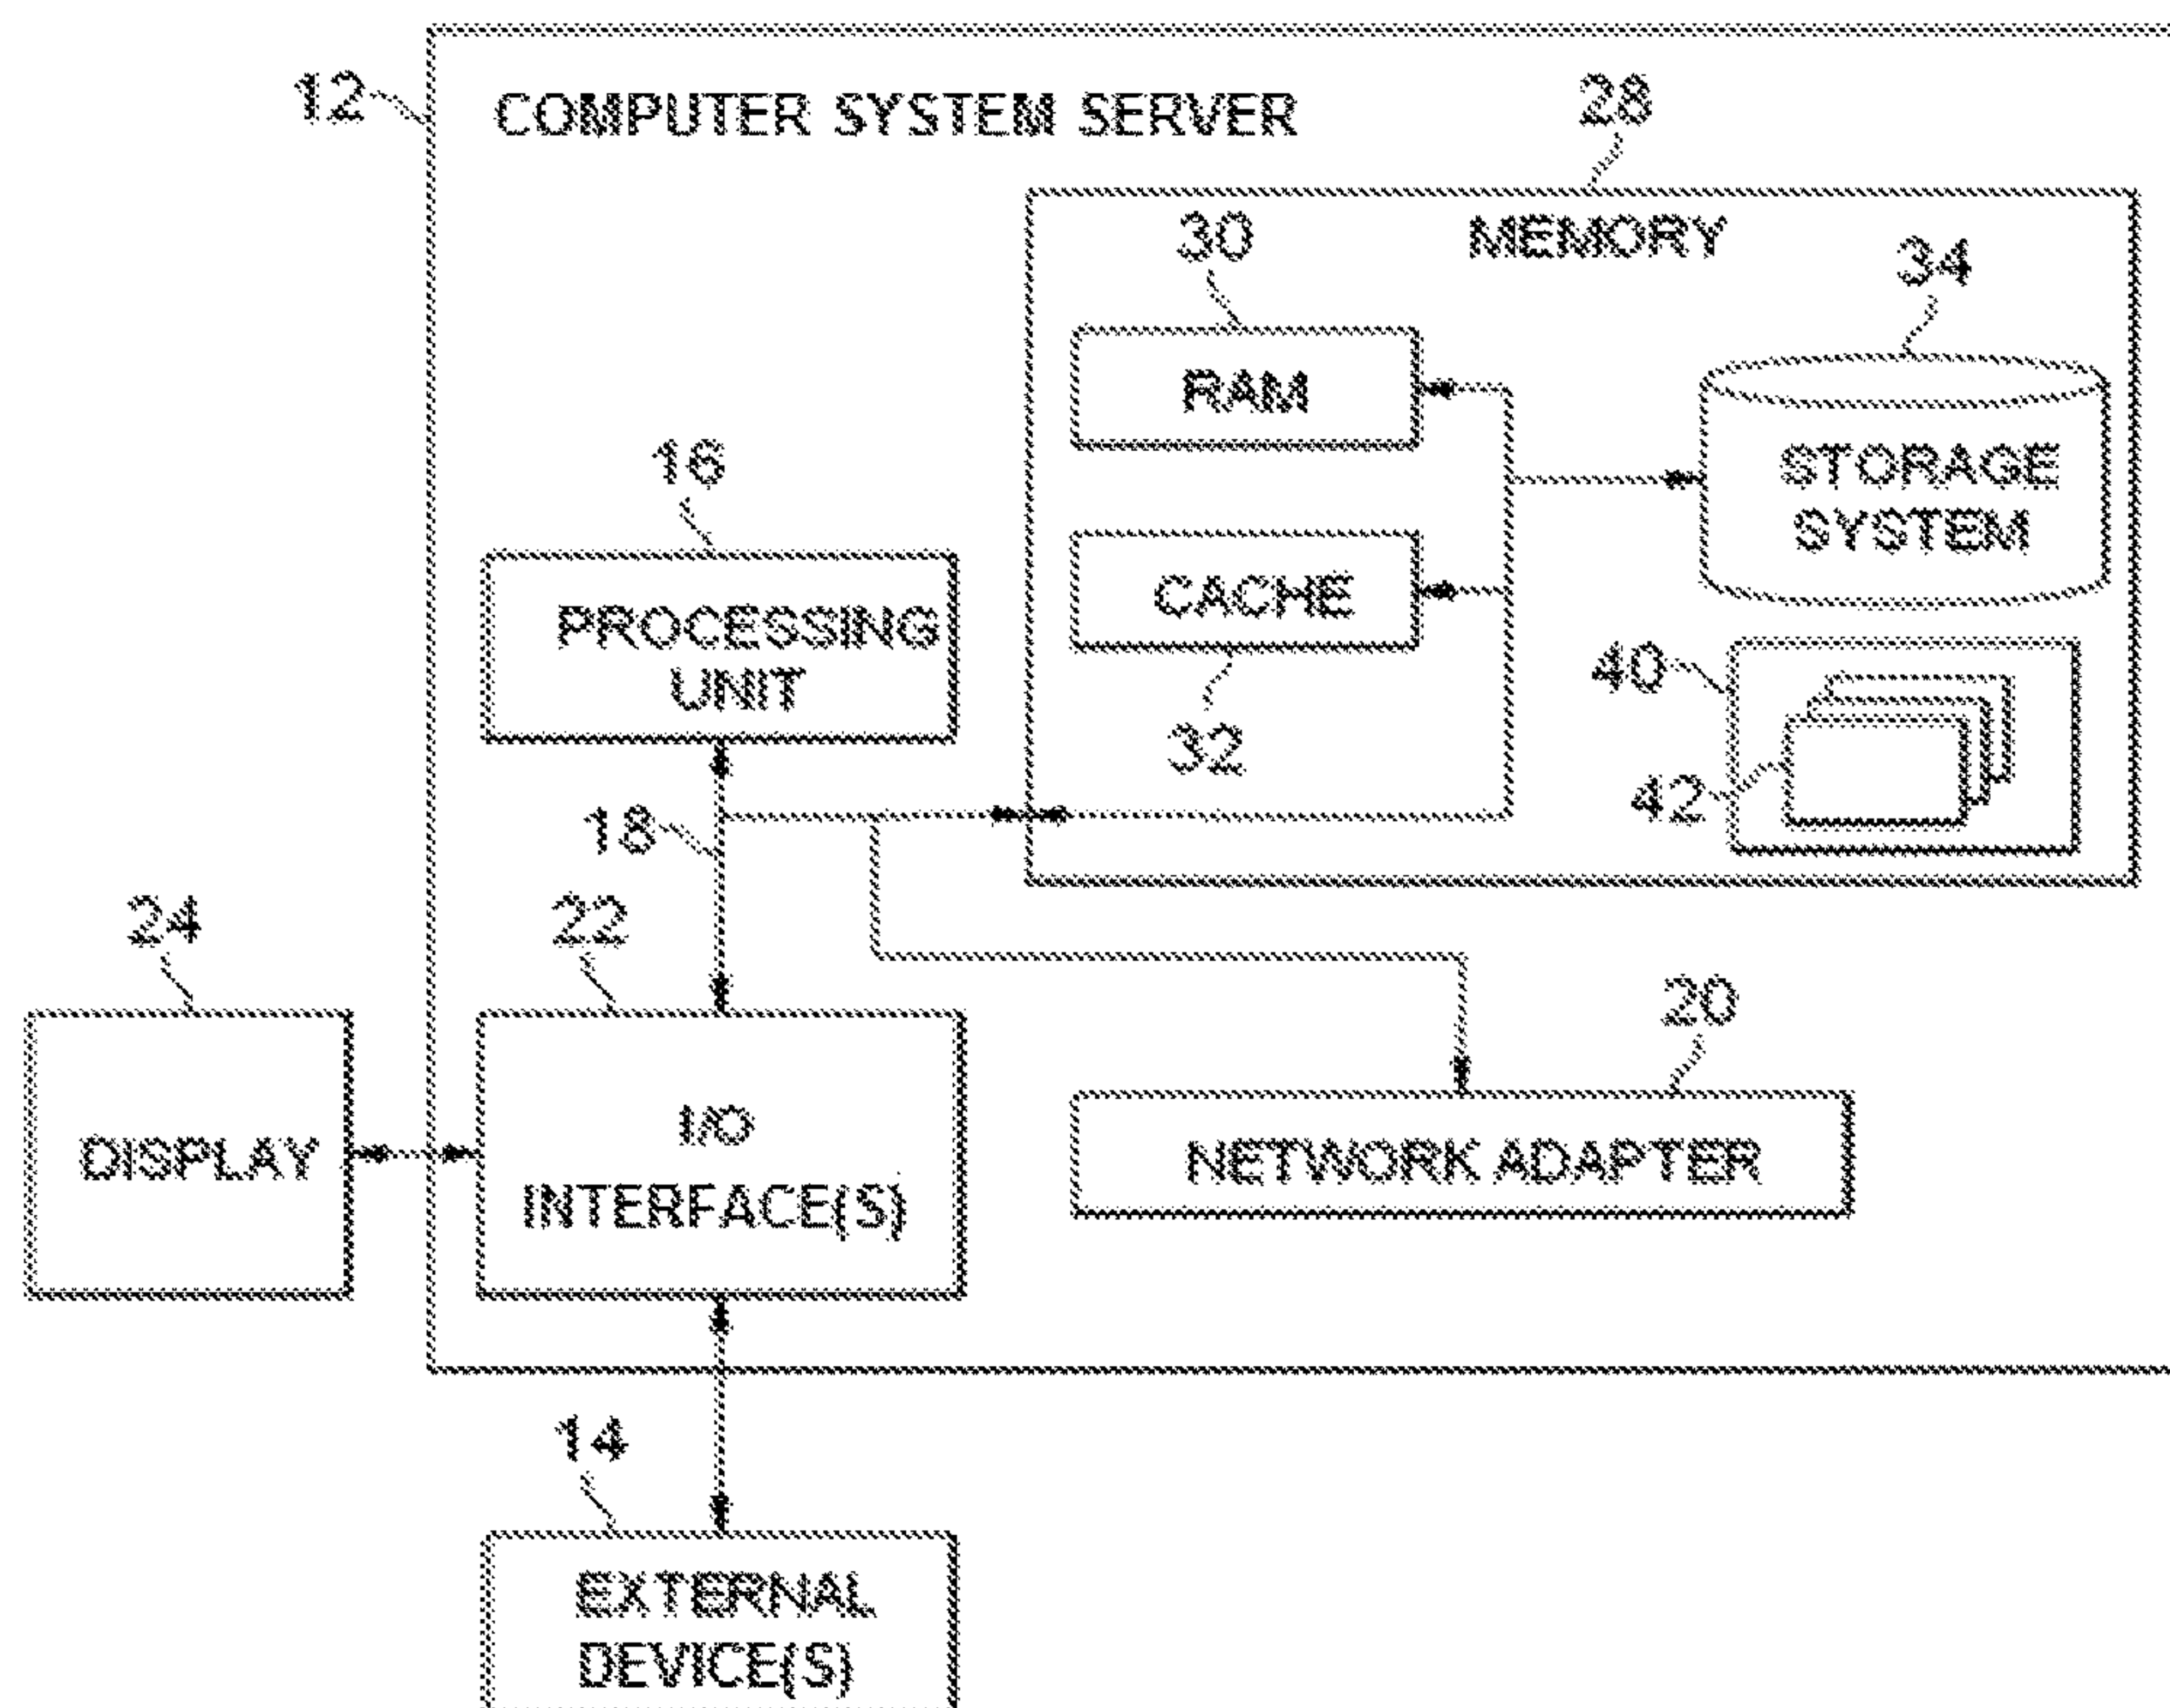 12
COMPUTER SYSTEM SERVER
28
MEMORY
30
34
RAM
STORAGE
SYSTEM
16
PROCESSING
UNIT
CACHE
32
40
42
18
24
22
20
DISPLAY
I/O
INTERFACE(S)
NETWORK ADAPTER
14
EXTERNAL
DEVICE(S)